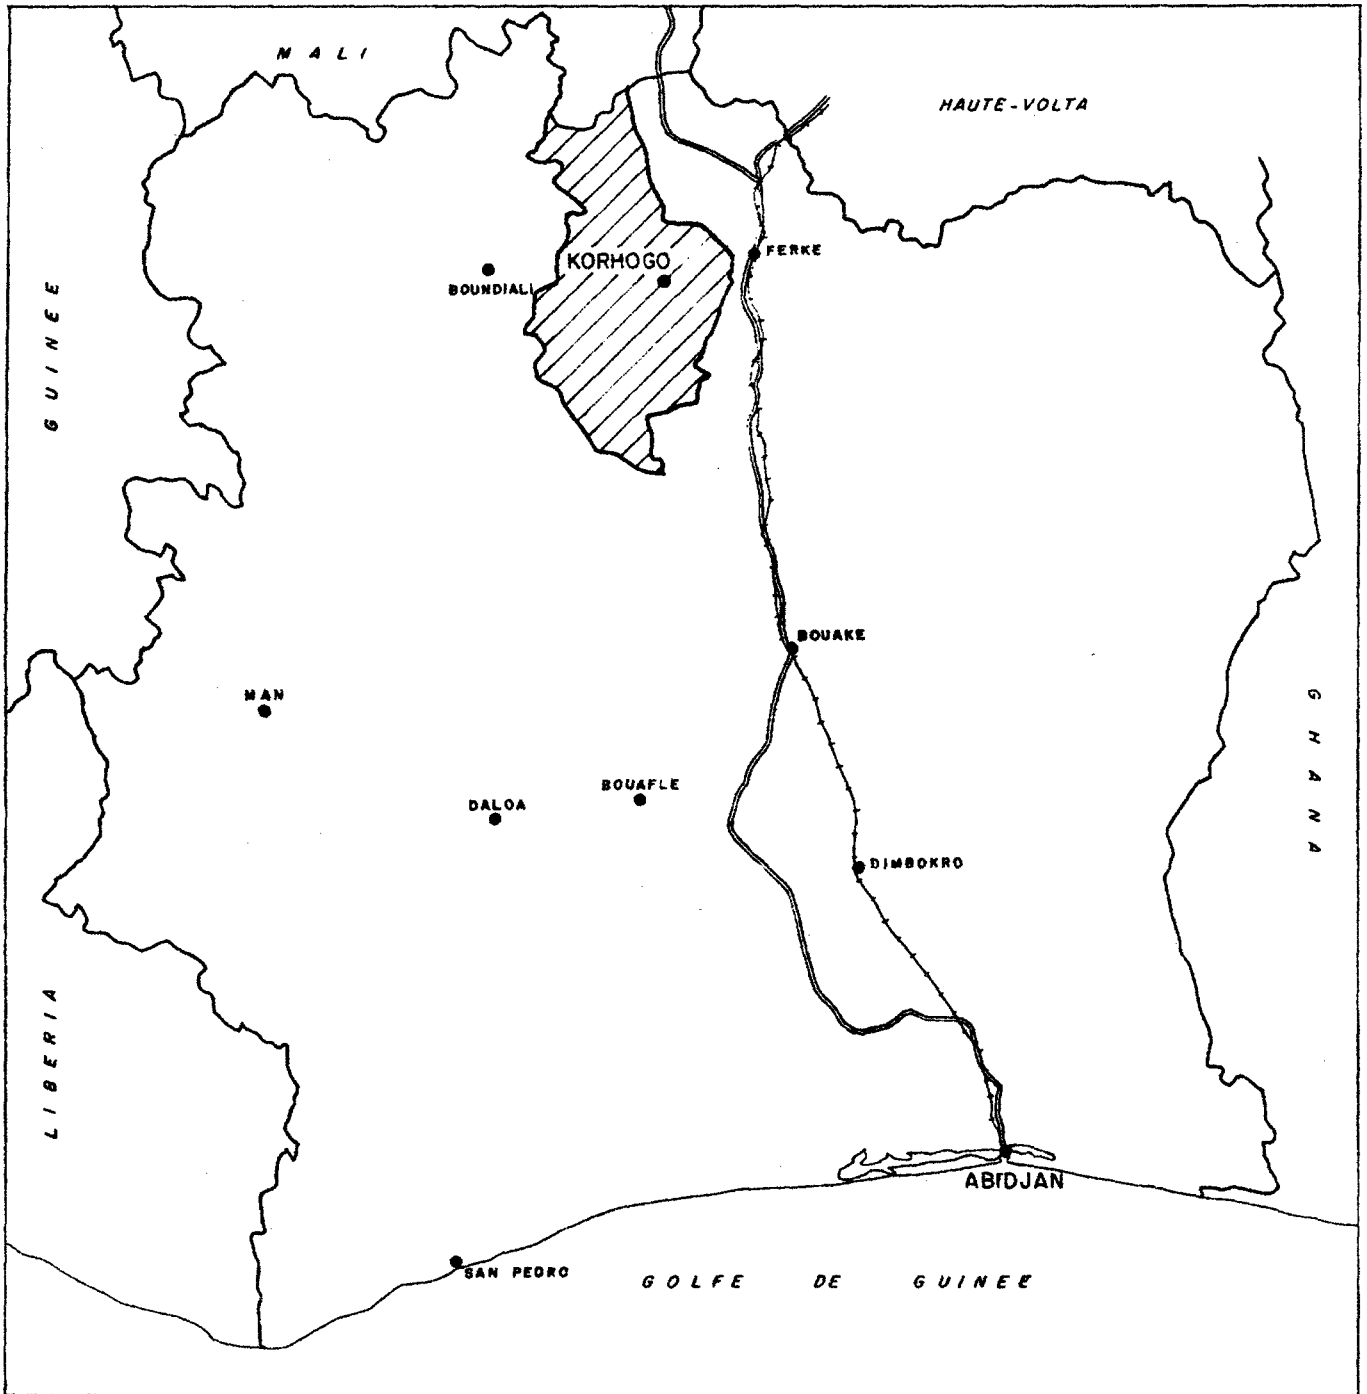 MALI
HAUTE-VOLTA
FERKE
KORHOGO
BOUNDIALI
GUINEE
BOUAKE
MAN
GHANA
BOUAFLE
DALOA
DIMBOKRO
LIBERIA
ABIDJAN
SAN PEDRO
GOLFE DE GUINEE